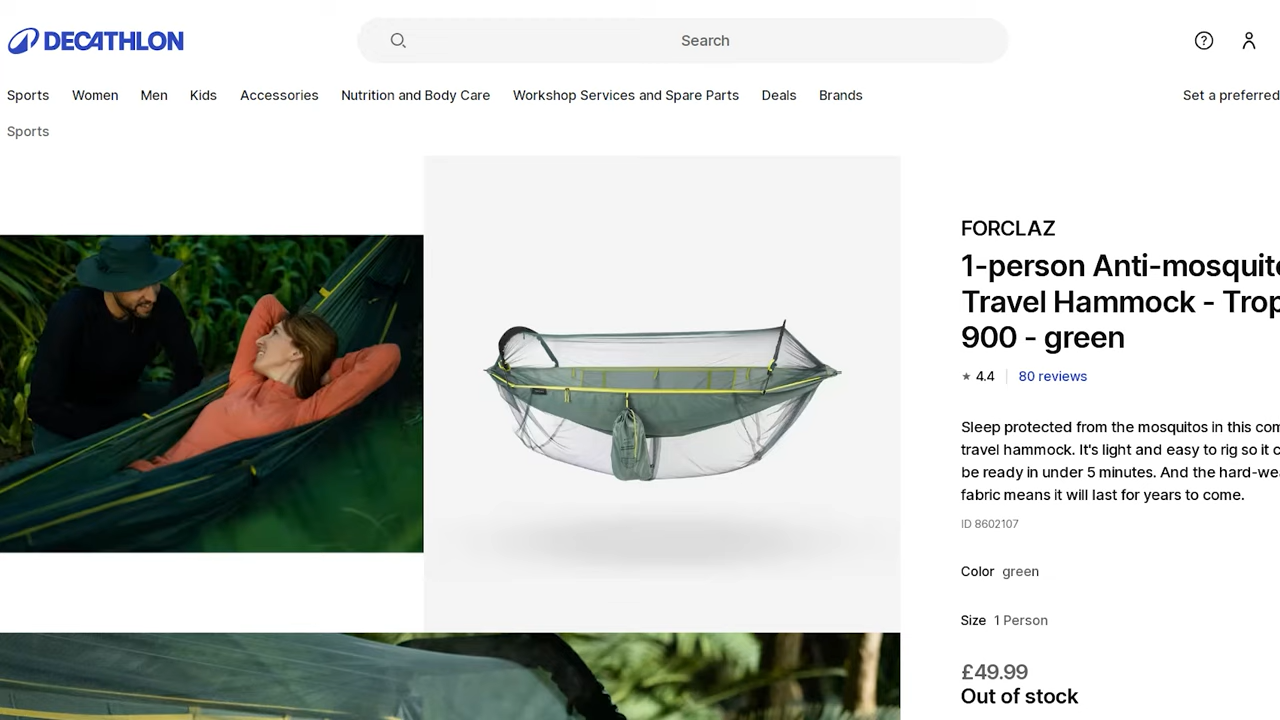 DECATHLON
Search
Sports Women Men Kids Accessories Nutrition and Body Care Workshop Services and Spare Parts Deals Brands Set a preferred
Sports
FORCLAZ
1-person Anti-mosquito
Travel Hammock - Trop
900 - green
4.4 80 reviews
Sleep protected from the mosquitos in this com
travel hammock. It's light and easy to rig so it c
be ready in under 5 minutes. And the hard-wea
fabric means it will last for years to come.
ID 8602107
Color green
Size 1 Person
£49.99
Out of stock